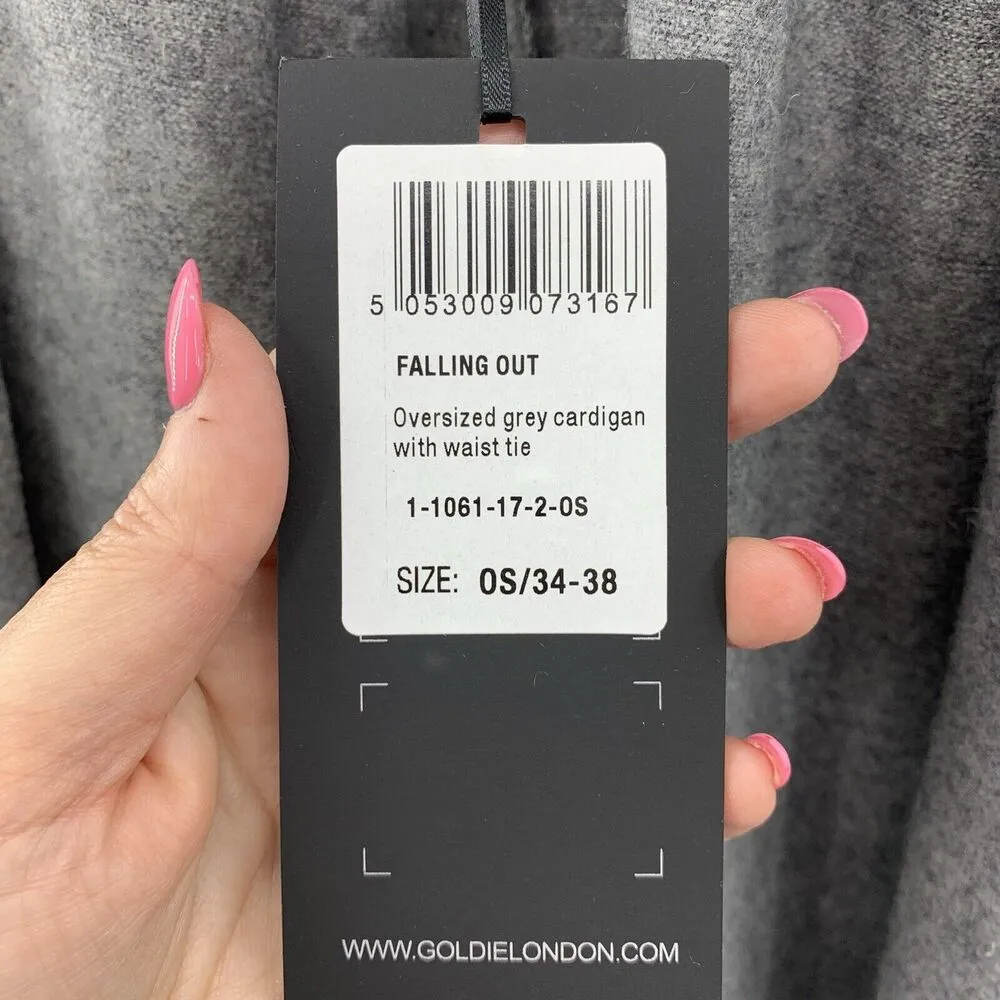 5 053009 073167
FALLING OUT
Oversized grey cardigan
with waist tie
1-1061-17-2-OS
SIZE: OS/34-38
WWW.GOLDIELONDON.COM